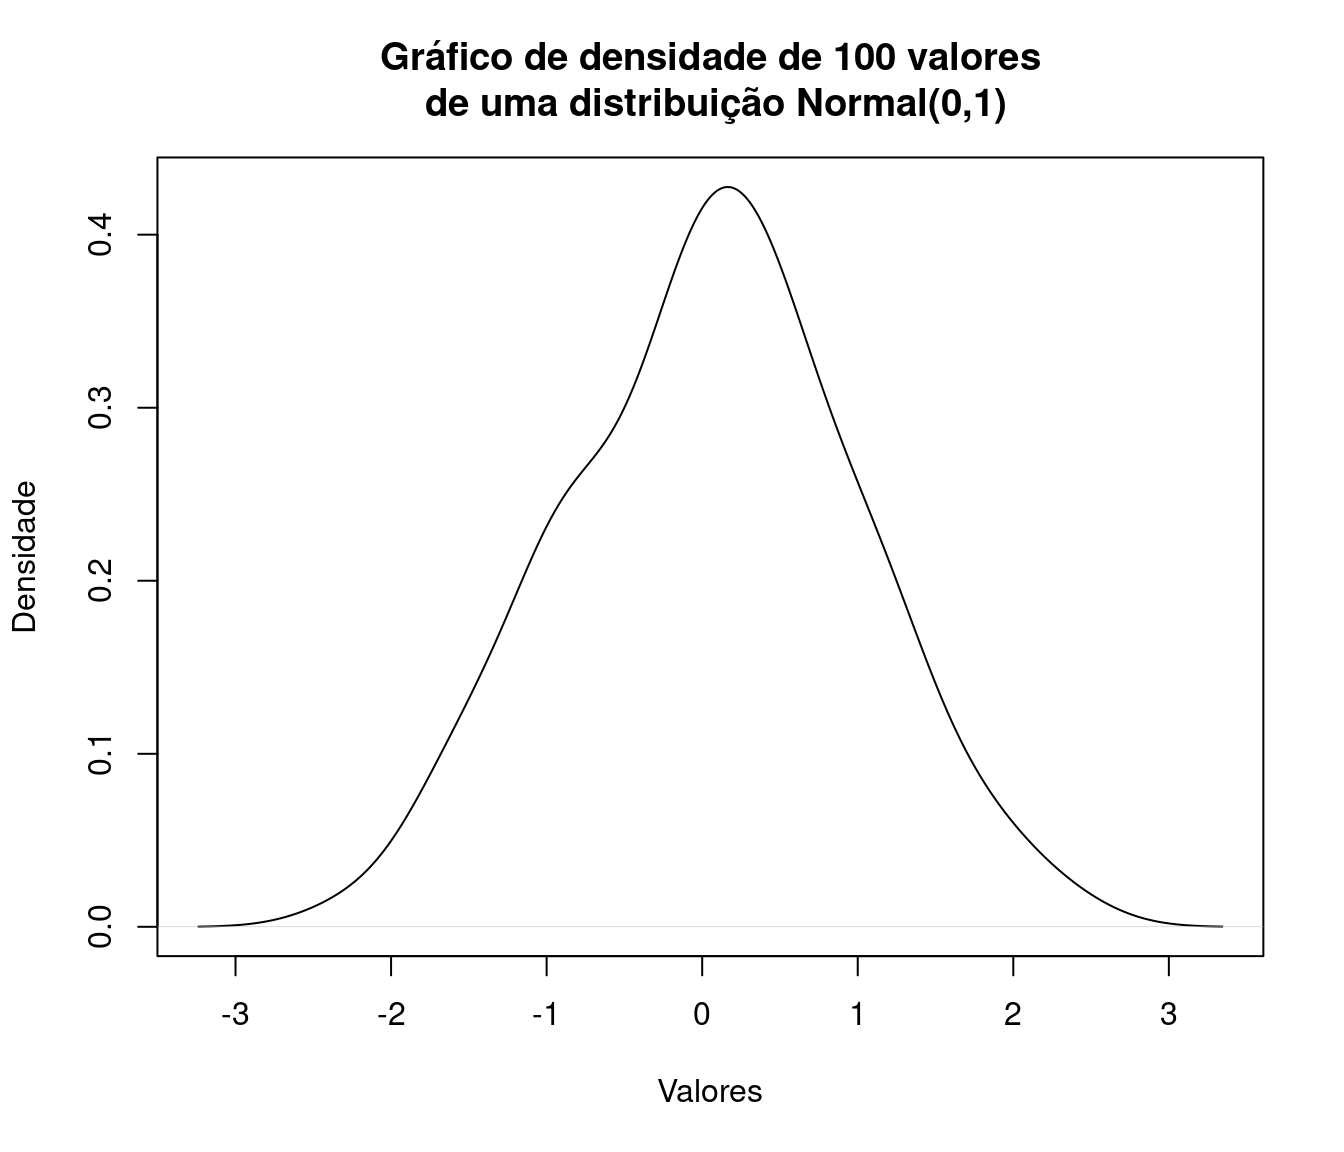 Gráfico de densidade de 100 valores
de uma distribuição Normal(0,1)
Densidade
0.4
0.3
0.2
0.1
0.0
-3 -2 -1 0 1 2 3
Valores